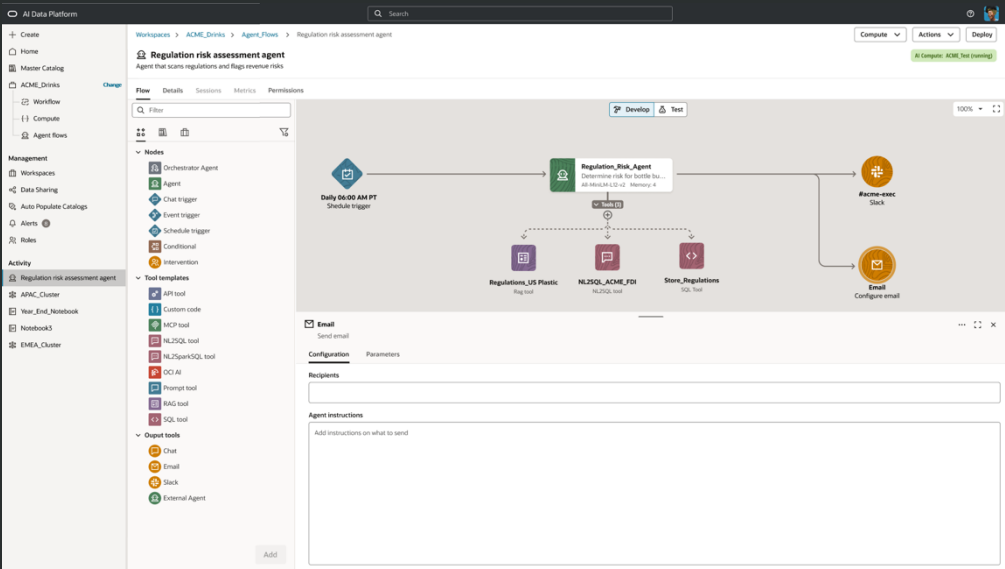 AI Data Platform
Search
Create
Home
Master Catalog
ACME_Drinks
Change
Workflow
Compute
Agent flows
Management
Workspaces
Data Sharing
Auto Populate Catalogs
Alerts
Roles
Activity
Regulation risk assessment agent
APAC_Cluster
Year_End_Notebook
Notebook3
EMEA_Cluster
Workspaces > ACME_Drinks > Agent_Flows > Regulation risk assessment agent
Compute
Actions
Deploy
Regulation risk assessment agent
Agent that scans regulations and flags revenue risks
AI Compute: ACME_Test (running)
Flow
Details
Sessions
Metrics
Permissions
Filter
Nodes
Orchestrator Agent
Agent
Chat trigger
Event trigger
Schedule trigger
Conditional
Intervention
Tool templates
API tool
Custom code
MCP tool
NL2SQL tool
NL2SparkSQL tool
OCI AI
Prompt tool
RAG tool
SQL tool
Ouput tools
Chat
Email
Slack
External Agent
Add
Develop
Test
100%
Daily 06:00 AM PT
Shedule trigger
Regulation_Risk_Agent
Determine risk for bottle bu...
All-MiniLM-L12-v2 Memory: 4
Tools (3)
Regulations_US Plastic
Rag tool
NL2SQL_ACME_FDI
NL2SQL tool
Store_Regulations
SQL Tool
#acme-exec
Slack
Email
Configure email
Email
Send email
Configuration
Parameters
Recipients
Agent instructions
Add instructions on what to send